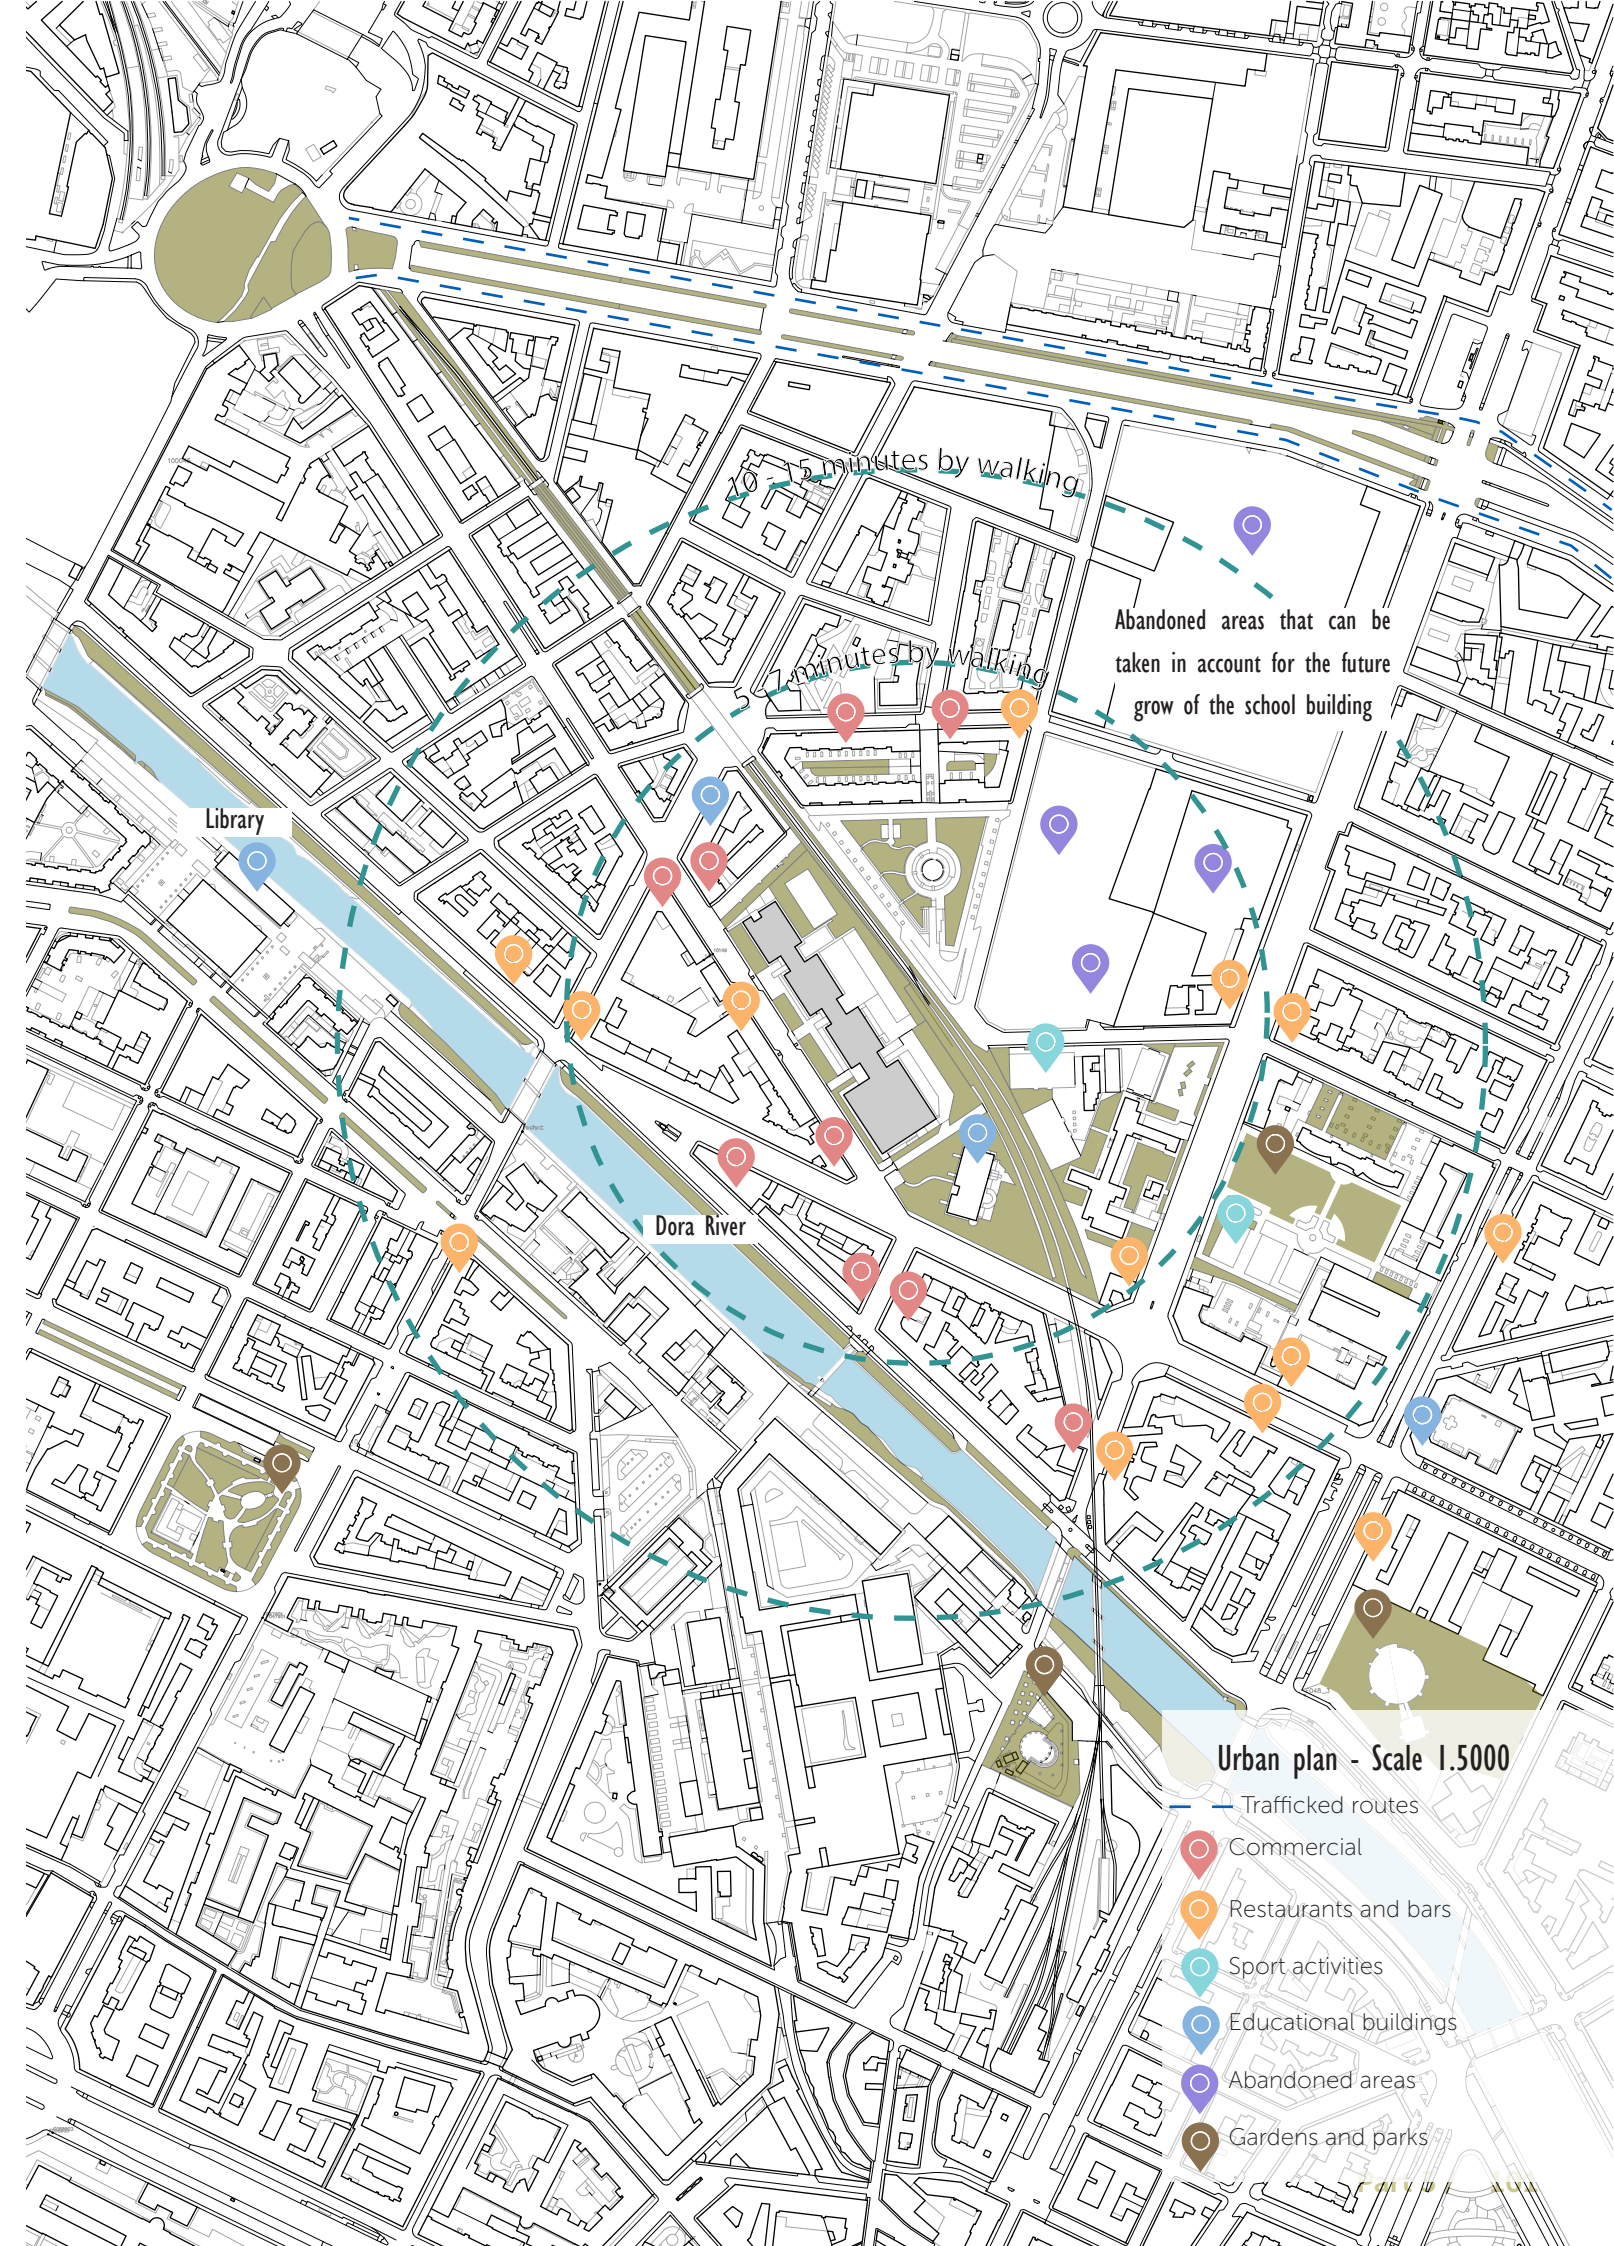 10 - 15 minutes by walking
Abandoned areas that can be
taken in account for the future
grow of the school building
5 - 7 minutes by walking
Library
Dora River
Urban plan - Scale 1.5000
Trafficked routes
Commercial
Restaurants and bars
Sport activities
Educational buildings
Abandoned areas
Gardens and parks